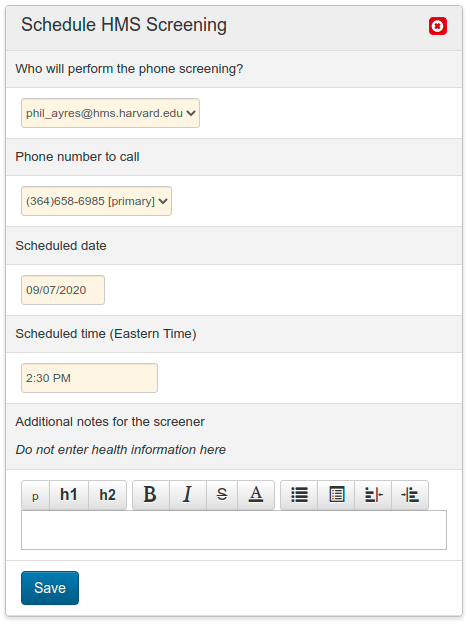 Schedule HMS Screening
Who will perform the phone screening?
phil_ayres@hms.harvard.edu
Phone number to call
(364)658-6985 [primary]
Scheduled date
09/07/2020
Scheduled time (Eastern Time)
2:30 PM
Additional notes for the screener
Do not enter health information here
p h1 h2 B I S A
Save